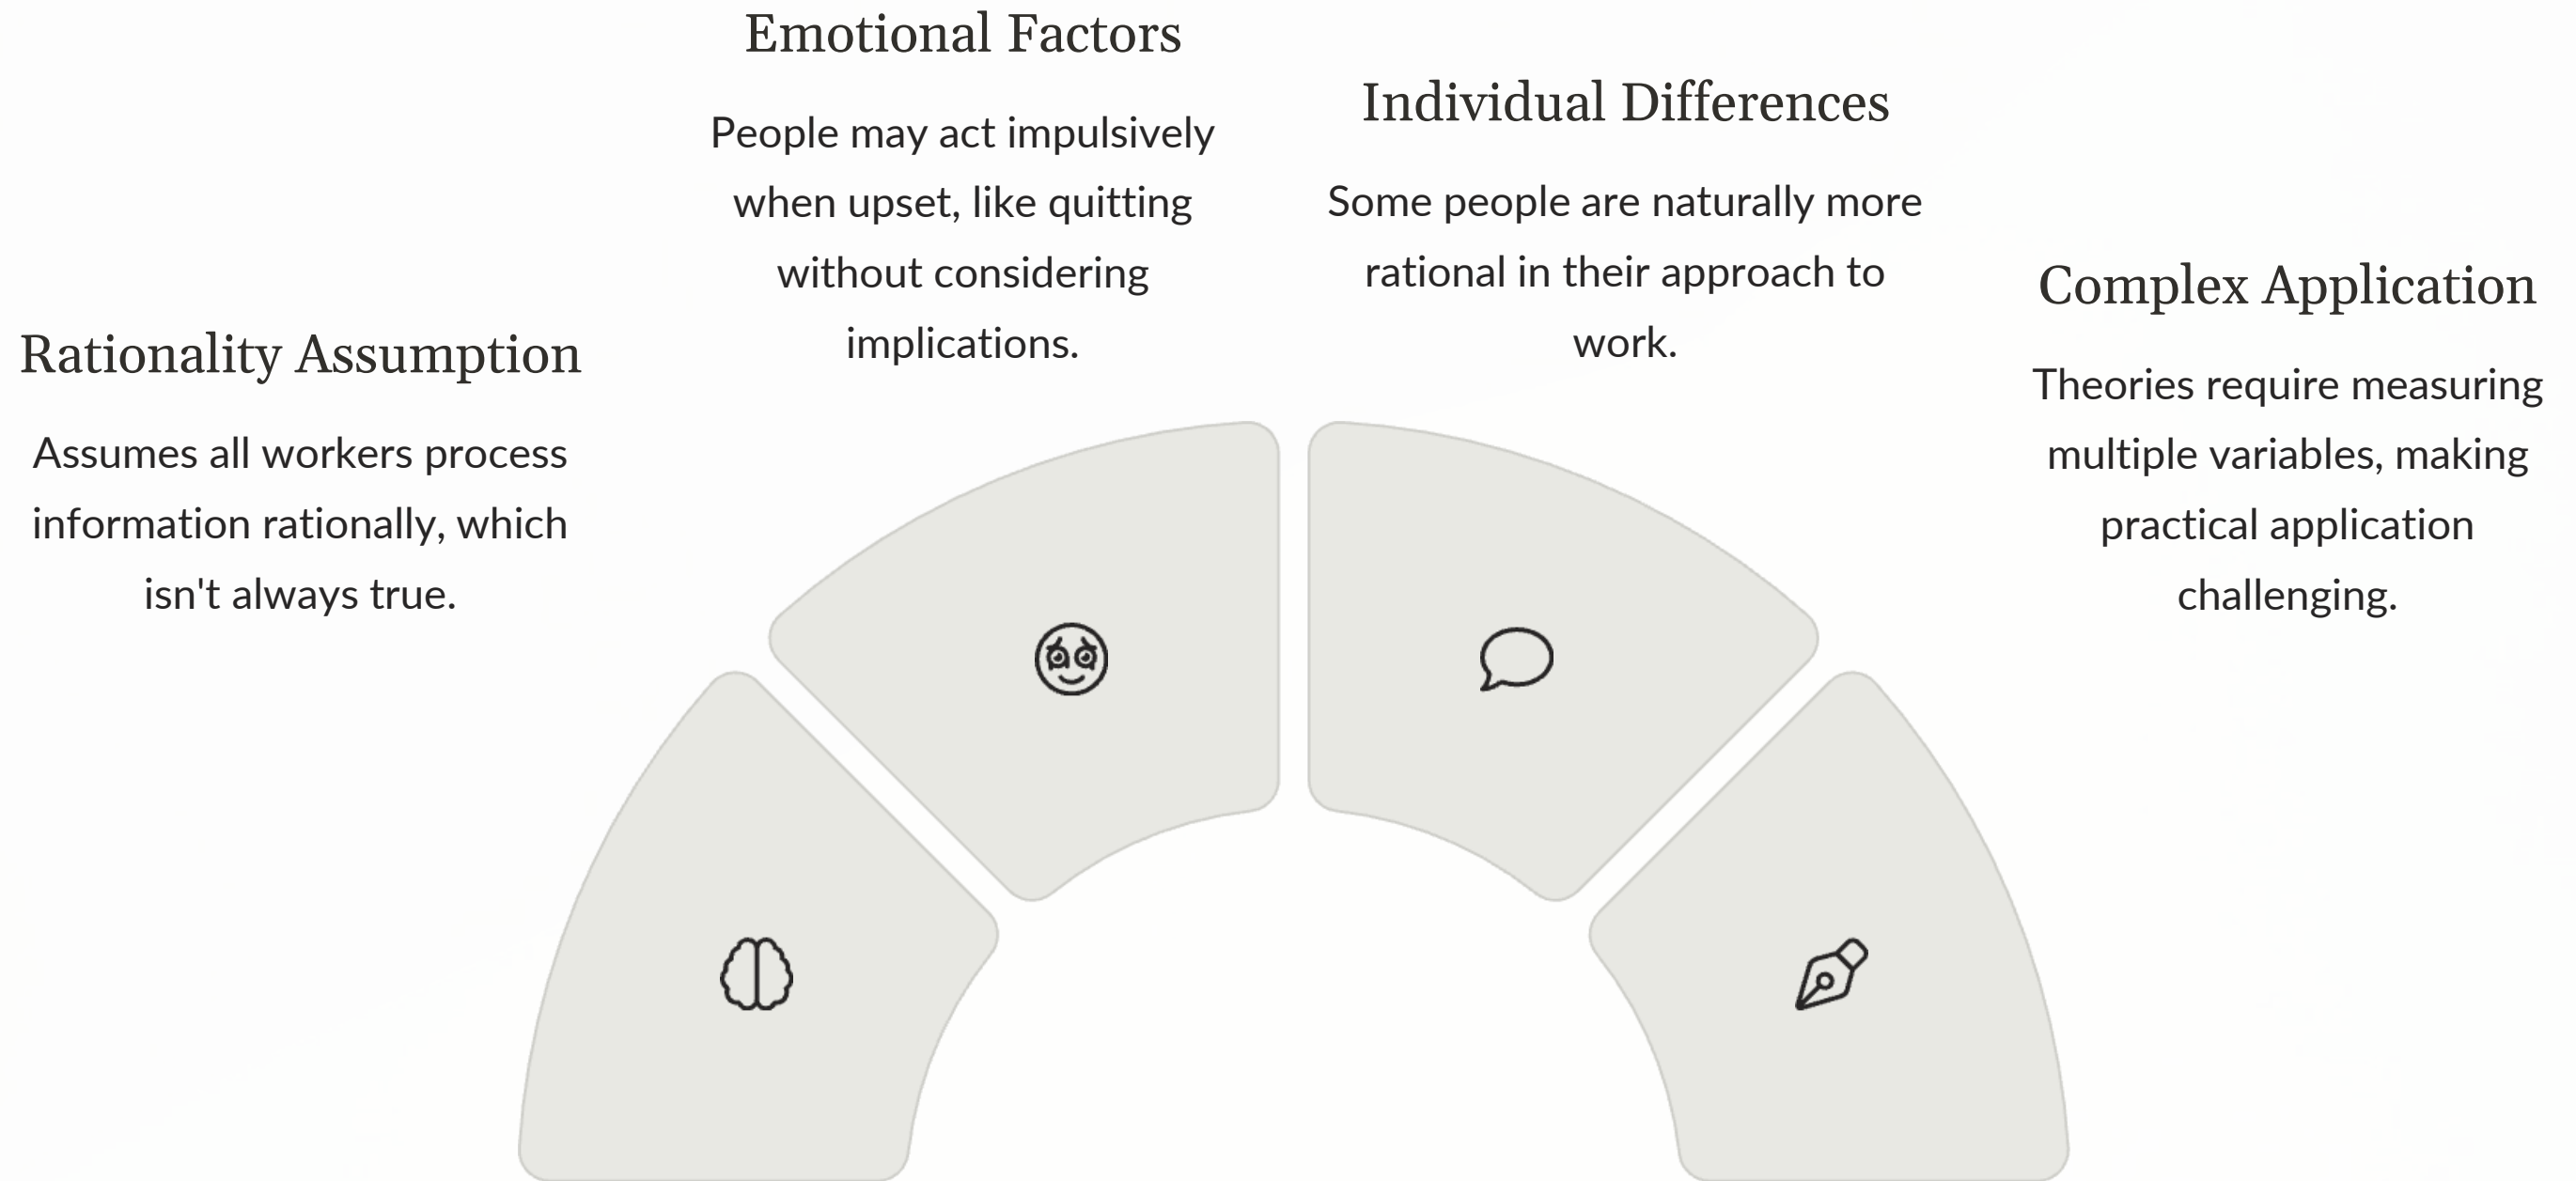 Rationality Assumption
Assumes all workers process
information rationally, which
isn't always true.
Emotional Factors
People may act impulsively
when upset, like quitting
without considering
implications.
Individual Differences
Some people are naturally more
rational in their approach to
work.
Complex Application
Theories require measuring
multiple variables, making
practical application
challenging.